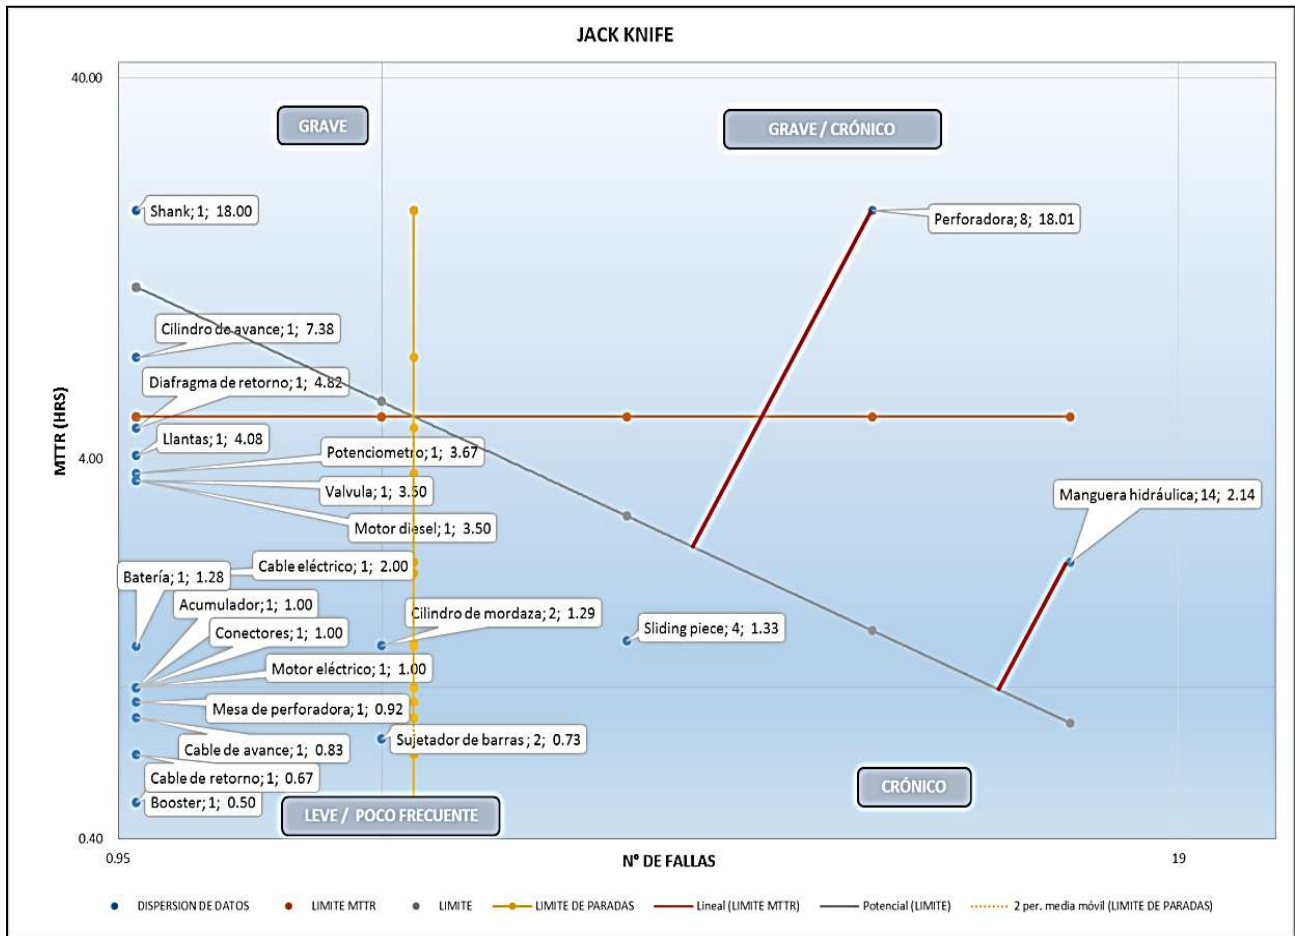 JACK KNIFE
40.00
GRAVE
GRAVE / CRÓNICO
Shank; 1; 18.00
Perforadora; 8; 18.01
Cilindro de avance; 1; 7.38
Diafragma de retorno; 1; 4.82
MTTR (HRS)
Llantas; 1; 4.08
4.00
Potenciometro; 1; 3.67
Valvula; 1; 3.50
Manguera hidráulica; 14; 2.14
Motor diesel; 1; 3.50
Cable eléctrico; 1; 2.00
Batería; 1; 1.28
Acumulador; 1; 1.00
Cilindro de mordaza; 2; 1.29
Conectores; 1; 1.00
Sliding piece; 4; 1.33
Motor eléctrico; 1; 1.00
Mesa de perforadora; 1; 0.92
Sujetador de barras ; 2; 0.73
Cable de avance; 1; 0.83
Cable de retorno; 1; 0.67
CRÓNICO
Booster; 1; 0.50
LEVE / POCO FRECUENTE
0.40
0.95
N° DE FALLAS
19
DISPERSION DE DATOS
LIMITE MTTR
LIMITE
LIMITE DE PARADAS
Lineal (LIMITE MTTR)
Potencial (LIMITE)
2 per. media móvil (LIMITE DE PARADAS)